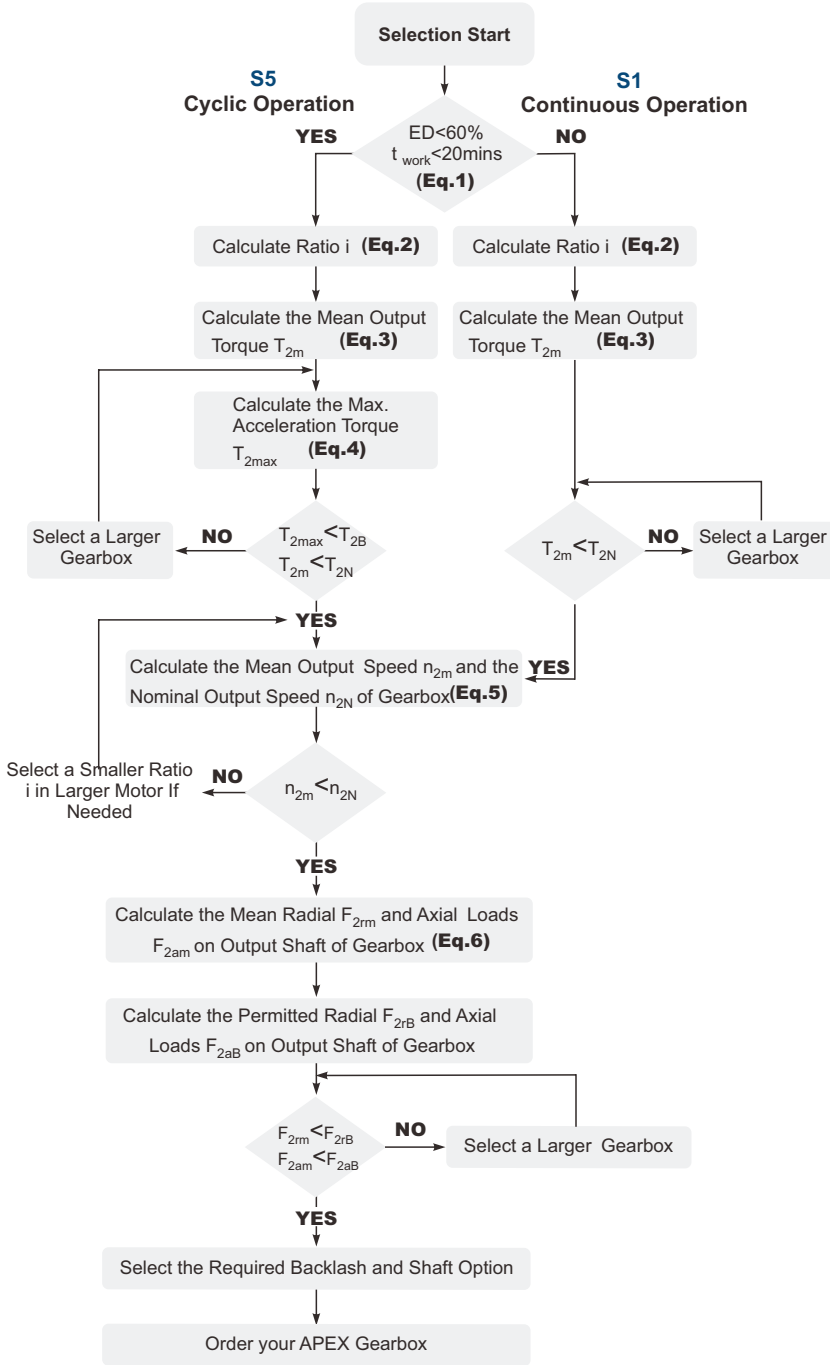 Selection Start
S5
Cyclic Operation
S1
Continuous Operation
YES
ED<60%
t work<20mins
(Eq.1)
NO
Calculate Ratio i (Eq.2)
Calculate Ratio i (Eq.2)
Calculate the Mean Output
Torque T2m (Eq.3)
Calculate the Mean Output
Torque T2m (Eq.3)
Calculate the Max.
Acceleration Torque
T2max (Eq.4)
Select a Larger
Gearbox
NO
T2max<T2B
T2m<T2N
T2m<T2N
NO
Select a Larger
Gearbox
YES
Calculate the Mean Output Speed n2m and the
Nominal Output Speed n2N of Gearbox(Eq.5)
YES
Select a Smaller Ratio
i in Larger Motor If
Needed
NO
n2m<n2N
YES
Calculate the Mean Radial F2rm and Axial Loads
F2am on Output Shaft of Gearbox (Eq.6)
Calculate the Permitted Radial F2rB and Axial
Loads F2aB on Output Shaft of Gearbox
F2rm<F2rB
F2am<F2aB
NO
Select a Larger Gearbox
YES
Select the Required Backlash and Shaft Option
Order your APEX Gearbox